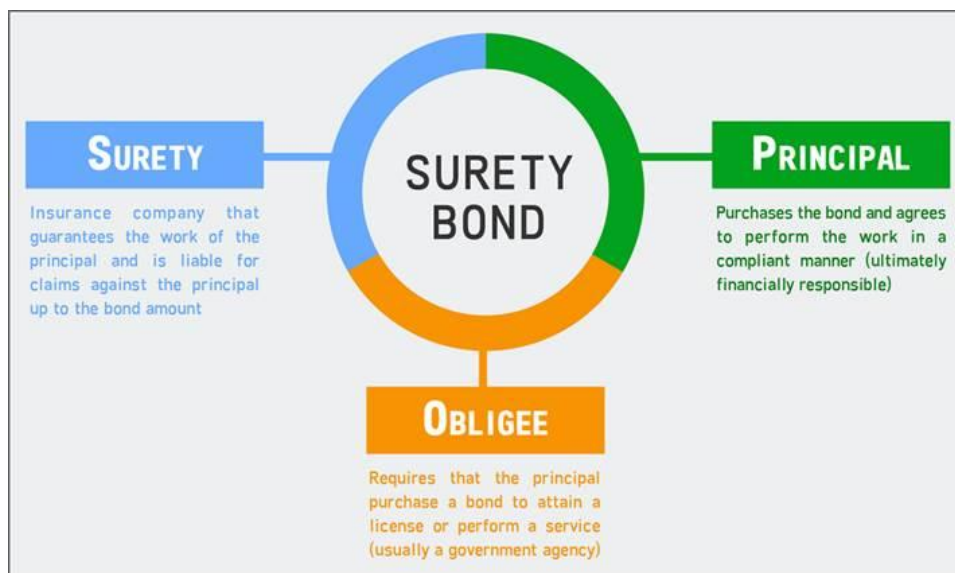 SURETY
BOND
SURETY
Insurance company that
guarantees the work of the
principal and is liable for
claims against the principal
up to the bond amount
PRINCIPAL
Purchases the bond and agrees
to perform the work in a
compliant manner (ultimately
financially responsible)
OBLIGEE
Requires that the principal
purchase a bond to attain a
license or perform a service
(usually a government agency)